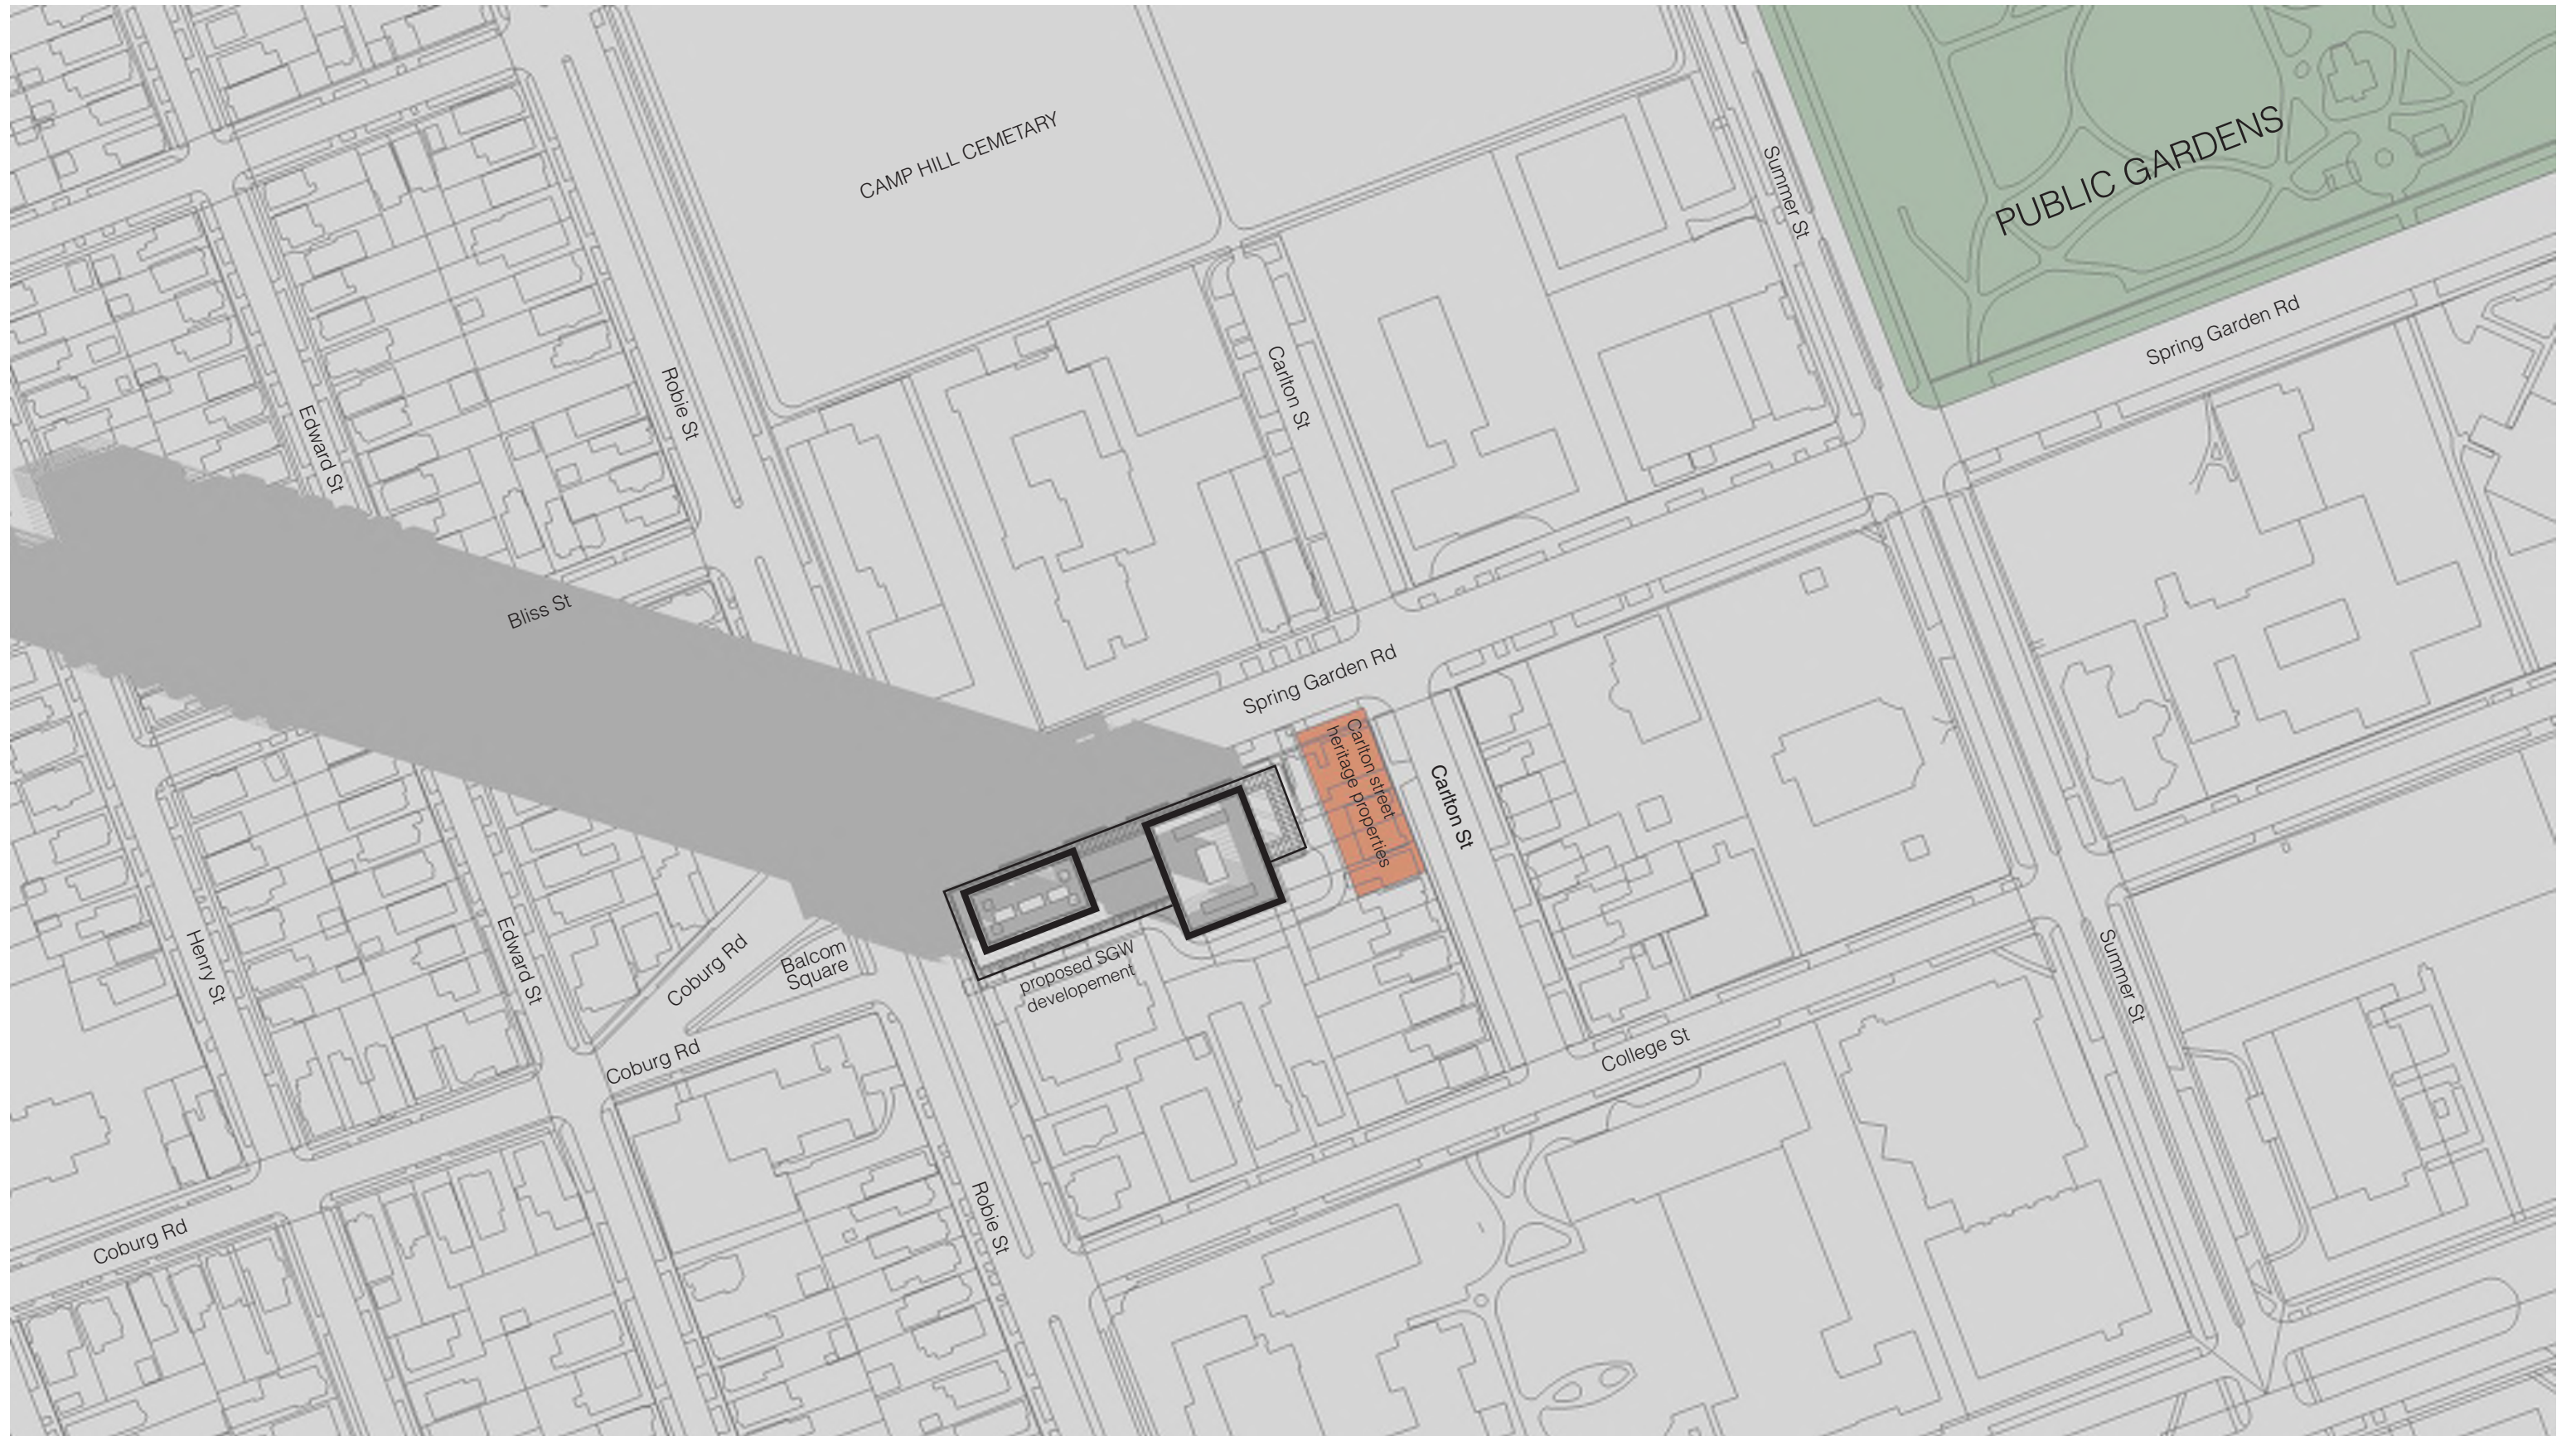 CAMP HILL CEMETARY
PUBLIC GARDENS
Summer St
Spring Garden Rd
Robie St
Carlton St
Edward St
Bliss St
Spring Garden Rd
Carlton street
heritage properties
Carlton St
Henry St
Edward St
Coburg Rd
Balcom
Square
proposed SGW
developement
Summer St
Coburg Rd
College St
Robie St
Coburg Rd